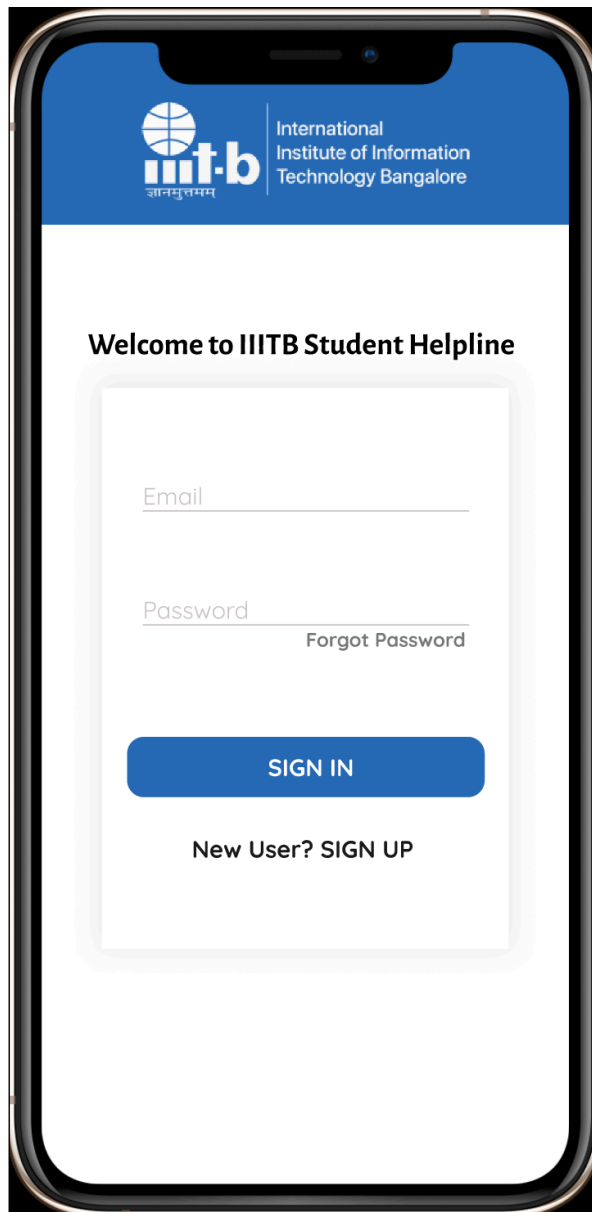 iiit-b
ज्ञानमुत्तमम्
International
Institute of Information
Technology Bangalore
Welcome to IIITB Student Helpline
Email
Password
Forgot Password
SIGN IN
New User? SIGN UP